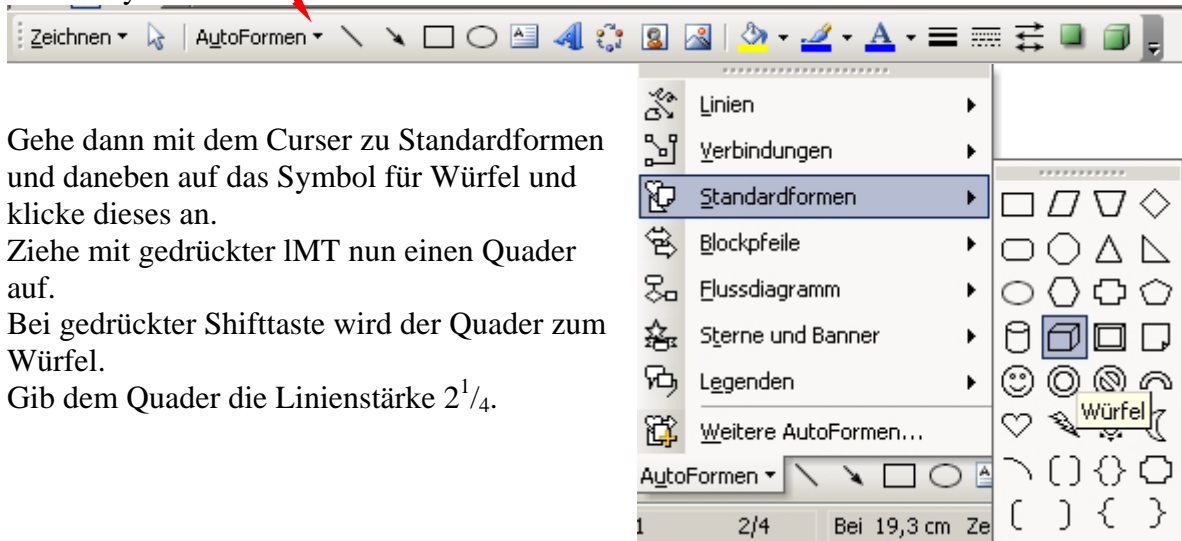 Zeichnen
AutoFormen
A
Linien
Gehe dann mit dem Curser zu Standardformen
und daneben auf das Symbol für Würfel und
klicke dieses an.
Ziehe mit gedrückter lMT nun einen Quader
auf.
Bei gedrückter Shifttaste wird der Quader zum
Würfel.
Gib dem Quader die Linienstärke 2 1/4.
Verbindungen
Standardformen
Blockpfeile
Flussdiagramm
Sterne und Banner
Legenden
Weitere AutoFormen...
Würfel
AutoFormen
1 2/4 Bei 19,3 cm Ze